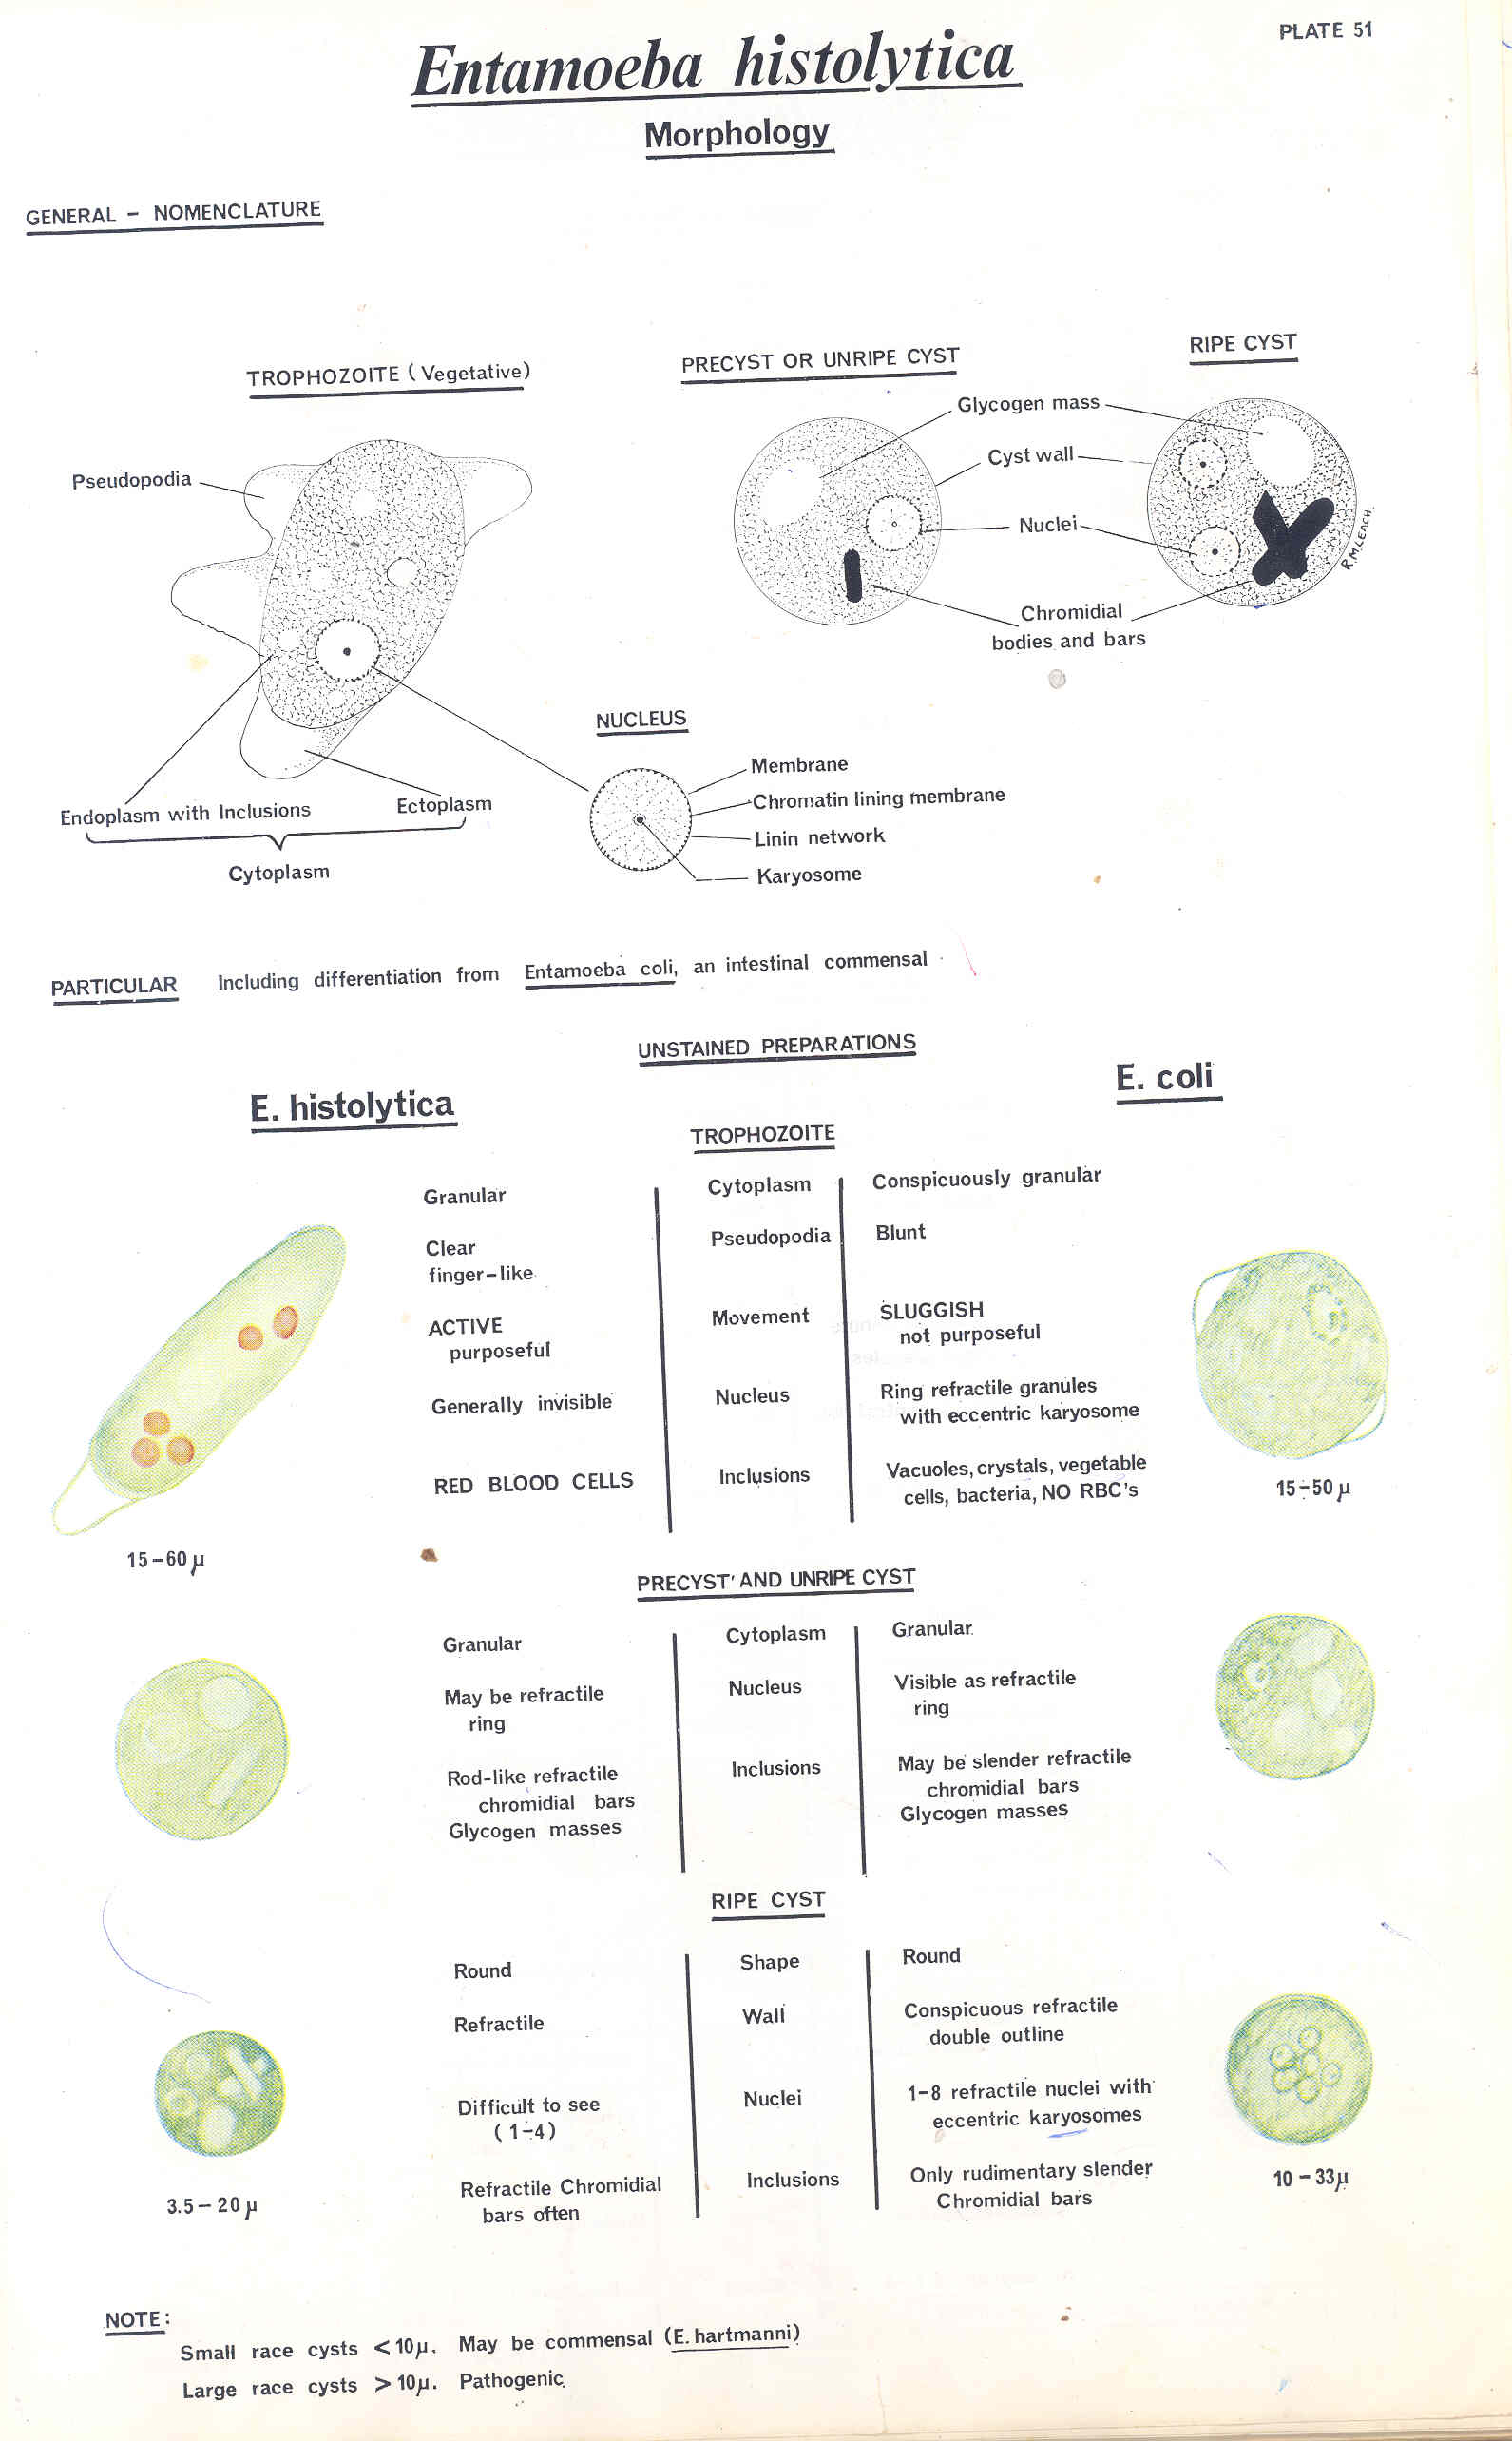 PLATE 51
Entamoeba histolytica
Morphology
GENERAL - NOMENCLATURE
TROPHOZOITE (Vegetative)
PRECYST OR UNRIPE CYST
RIPE CYST
Pseudopodia
Glycogen mass
Cyst wall
Nuclei
R.M.LEACH.
Chromidial
bodies and bars
NUCLEUS
Membrane
Chromatin lining membrane
Linin network
Karyosome
Endoplasm with Inclusions
Ectoplasm
Cytoplasm
PARTICULAR Including differentiation from Entamoeba coli, an intestinal commensal
UNSTAINED PREPARATIONS
E. histolytica
E. coli
TROPHOZOITE
Granular Cytoplasm Conspicuously granular
Clear Pseudopodia Blunt
finger-like
ACTIVE Movement SLUGGISH
purposeful not purposeful
Generally invisible Nucleus Ring refractile granules
with eccentric karyosome
RED BLOOD CELLS Inclusions Vacuoles, crystals, vegetable
cells, bacteria, NO RBC's
15-60 µ
15-50 µ
PRECYST AND UNRIPE CYST
Granular Cytoplasm Granular
May be refractile Nucleus Visible as refractile
ring ring
Rod-like refractile Inclusions May be slender refractile
chromidial bars chromidial bars
Glycogen masses Glycogen masses
RIPE CYST
Round Shape Round
Refractile Wall Conspicuous refractile
double outline
Difficult to see Nuclei 1-8 refractile nuclei with
(1-4) eccentric karyosomes
Refractile Chromidial Inclusions Only rudimentary slender
bars often Chromidial bars
3.5-20 µ
10-33µ
NOTE:
Small race cysts <10µ. May be commensal (E. hartmanni)
Large race cysts >10µ. Pathogenic.